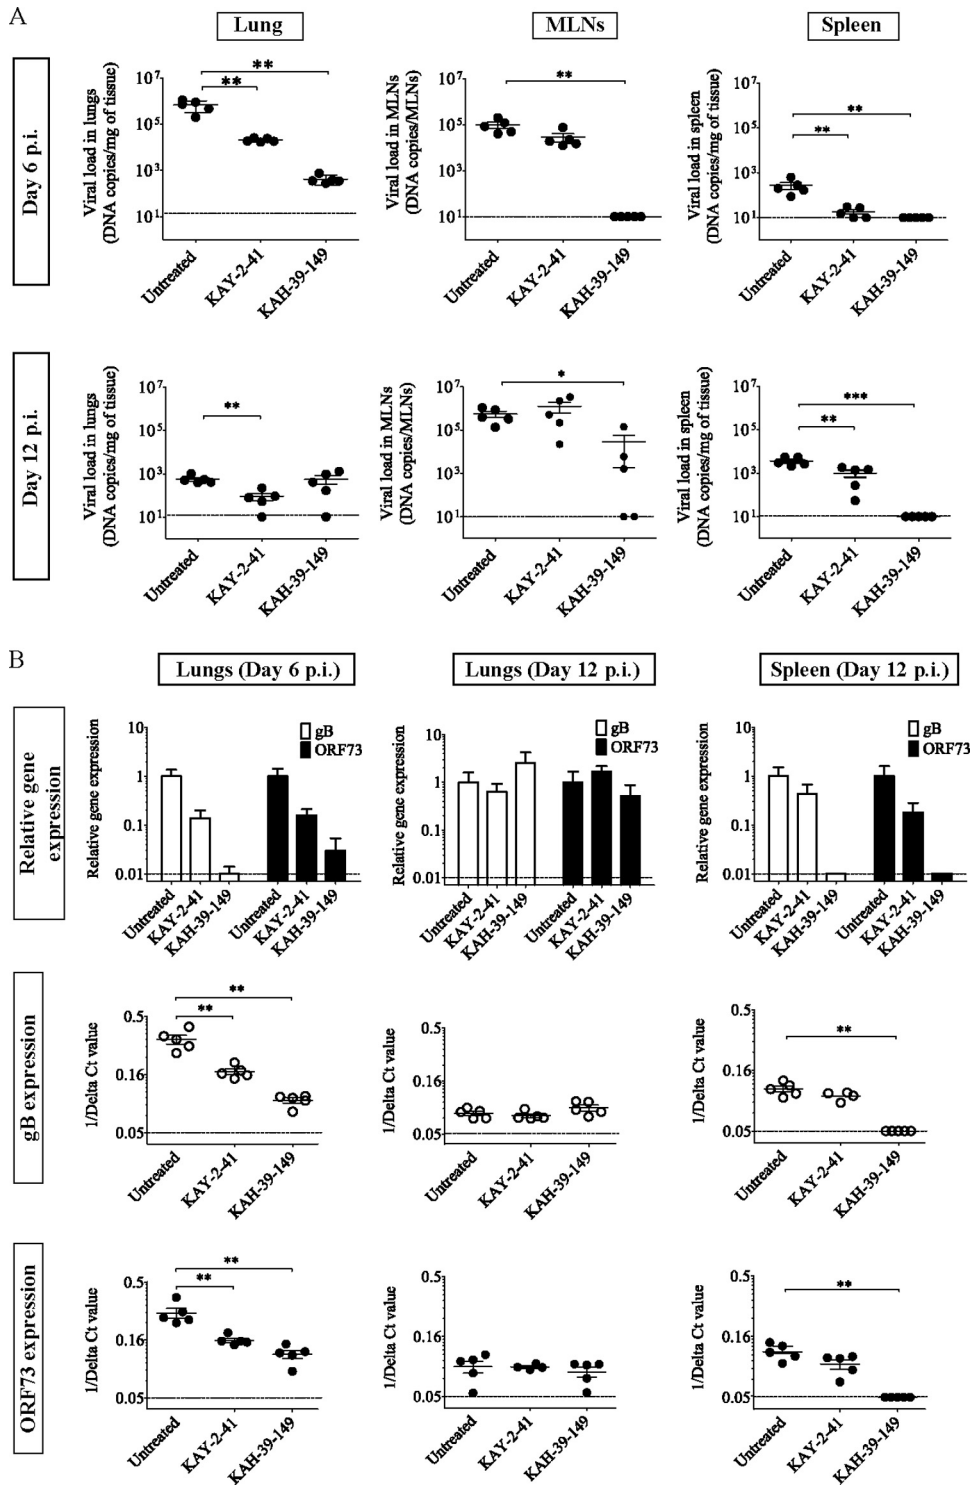 A
Lung
MLNs
Spleen
Day 6 p.i.
Viral load in lungs
(DNA copies/mg of tissue)
10⁷
10⁵
10³
10¹
**
**
Untreated
KAY-2-41
KAH-39-149
Viral load in MLNs
(DNA copies/MLNs)
10⁷
10⁵
10³
10¹
**
Untreated
KAY-2-41
KAH-39-149
Viral load in spleen
(DNA copies/mg of tissue)
10⁷
10⁵
10³
10¹
**
**
Untreated
KAY-2-41
KAH-39-149
Day 12 p.i.
Viral load in lungs
(DNA copies/mg of tissue)
10⁷
10⁵
10³
10¹
**
Untreated
KAY-2-41
KAH-39-149
Viral load in MLNs
(DNA copies/MLNs)
10⁷
10⁵
10³
10¹
*
Untreated
KAY-2-41
KAH-39-149
Viral load in spleen
(DNA copies/mg of tissue)
10⁷
10⁵
10³
10¹
***
**
Untreated
KAY-2-41
KAH-39-149
B
Lungs (Day 6 p.i.)
Lungs (Day 12 p.i.)
Spleen (Day 12 p.i.)
Relative gene
expression
Relative gene expression
10
1
0.1
0.01
gB
ORF73
Untreated
KAY-2-41
KAH-39-149
Untreated
KAY-2-41
KAH-39-149
Relative gene expression
10
1
0.1
0.01
gB
ORF73
Untreated
KAY-2-41
KAH-39-149
Untreated
KAY-2-41
KAH-39-149
Relative gene expression
10
1
0.1
0.01
gB
ORF73
Untreated
KAY-2-41
KAH-39-149
Untreated
KAY-2-41
KAH-39-149
gB expression
1/Delta Ct value
0.5
0.16
0.05
**
**
Untreated
KAY-2-41
KAH-39-149
1/Delta Ct value
0.5
0.16
0.05
Untreated
KAY-2-41
KAH-39-149
1/Delta Ct value
0.5
0.16
0.05
**
Untreated
KAY-2-41
KAH-39-149
ORF73 expression
1/Delta Ct value
0.5
0.16
0.05
**
**
Untreated
KAY-2-41
KAH-39-149
1/Delta Ct value
0.5
0.16
0.05
Untreated
KAY-2-41
KAH-39-149
1/Delta Ct value
0.5
0.16
0.05
**
Untreated
KAY-2-41
KAH-39-149